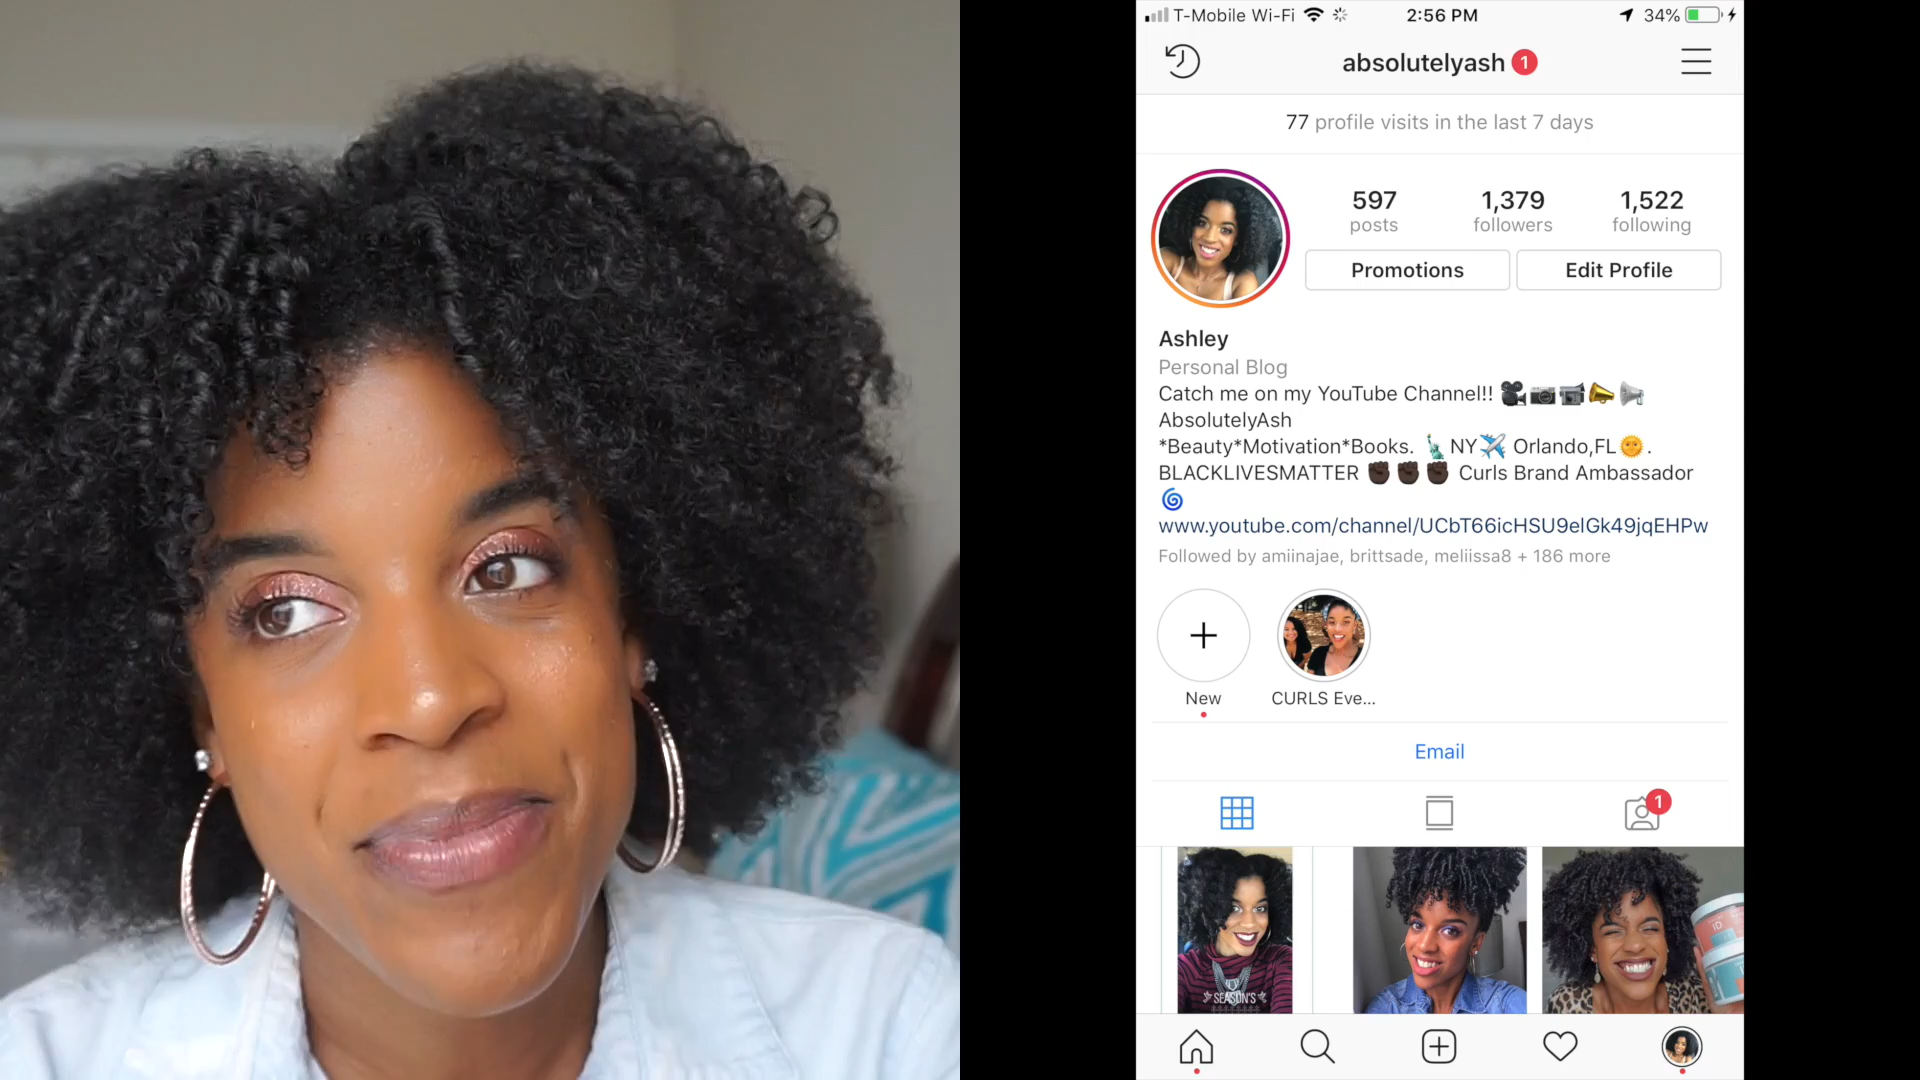 T-Mobile Wi-Fi 2:56 PM 34%
absolutelyash 1
77 profile visits in the last 7 days
597 1,379 1,522
posts followers following
Promotions Edit Profile
Ashley
Personal Blog
Catch me on my YouTube Channel!! 🎥📷📹📣📢
AbsolutelyAsh
*Beauty*Motivation*Books. 🗽NY✈️ Orlando,FL🌞.
BLACKLIVESMATTER ✊🏿✊🏿✊🏿 Curls Brand Ambassador
🌀
www.youtube.com/channel/UCbT66icHSU9elGk49jqEHPw
Followed by amiinajae, brittsade, meliissa8 + 186 more
New CURLS Eve...
Email
1
SEASON'S